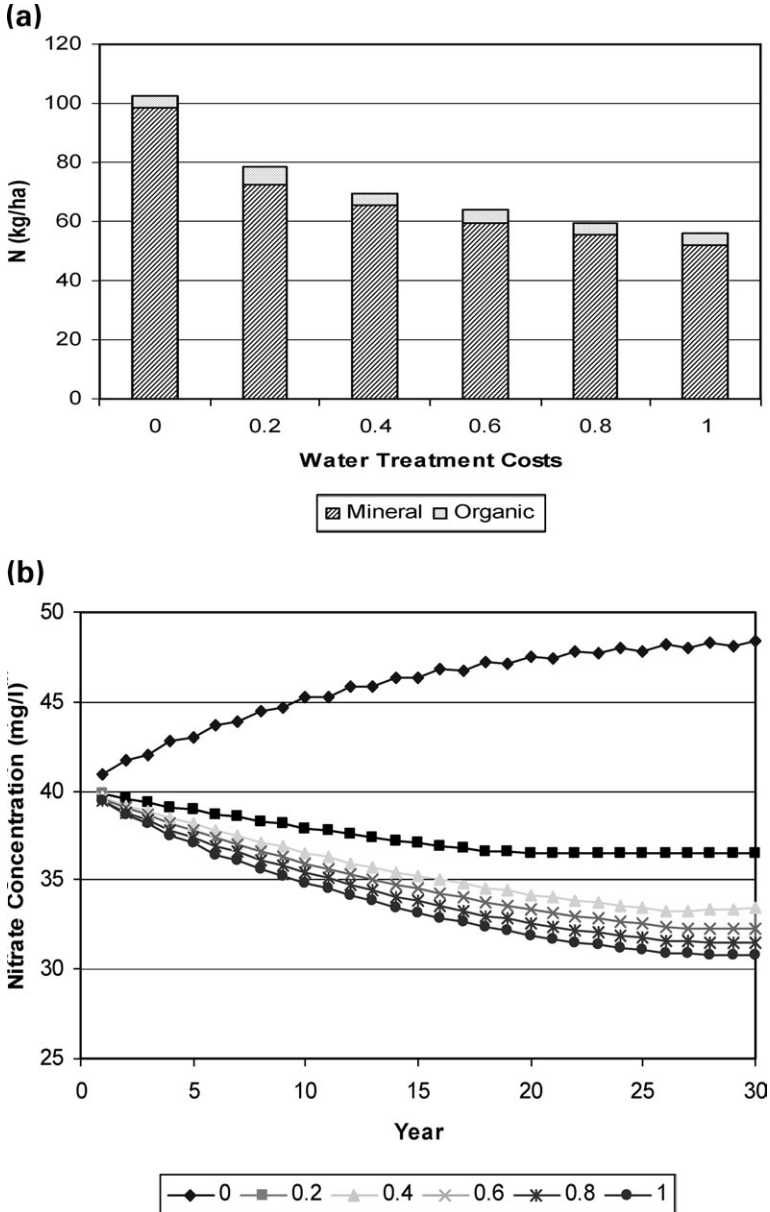 (a)
120
100
80
60
40
20
0
N (kg/ha)
0 0.2 0.4 0.6 0.8 1
Water Treatment Costs
Mineral Organic
(b)
50
45
40
35
30
25
Nitrate Concentration (mg/l)
0 5 10 15 20 25 30
Year
0 0.2 0.4 0.6 0.8 1